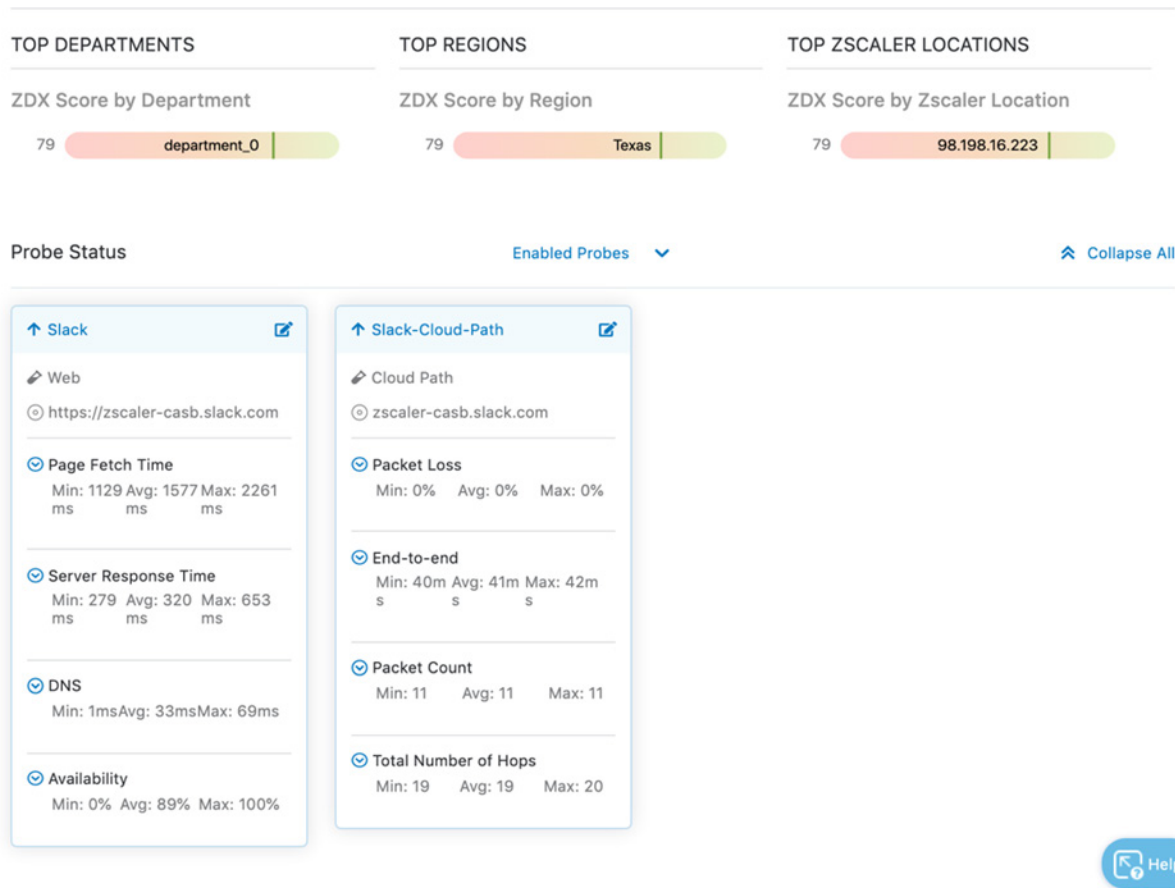 TOP DEPARTMENTS
TOP REGIONS
TOP ZSCALER LOCATIONS
ZDX Score by Department
ZDX Score by Region
ZDX Score by Zscaler Location
79 department_0
79 Texas
79 98.198.16.223
Probe Status
Enabled Probes
Collapse All
Slack
Web
https://zscaler-casb.slack.com
Page Fetch Time
Min: 1129 Avg: 1577 Max: 2261
ms ms ms
Server Response Time
Min: 279 Avg: 320 Max: 653
ms ms ms
DNS
Min: 1msAvg: 33msMax: 69ms
Availability
Min: 0% Avg: 89% Max: 100%
Slack-Cloud-Path
Cloud Path
zscaler-casb.slack.com
Packet Loss
Min: 0% Avg: 0% Max: 0%
End-to-end
Min: 40m Avg: 41m Max: 42m
s s s
Packet Count
Min: 11 Avg: 11 Max: 11
Total Number of Hops
Min: 19 Avg: 19 Max: 20